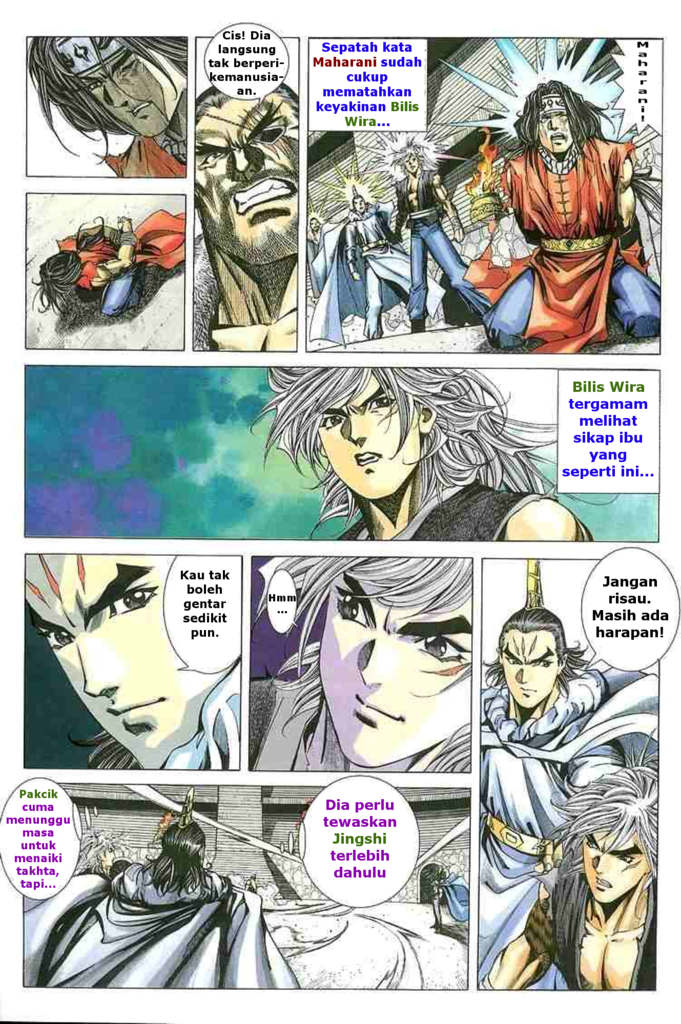 Cis! Dia
langsung
tak berperi-
kemanusia-
an.
Sepatah kata
Maharani sudah
cukup
mematahkan
keyakinan Bilis
Wira...
Maharani!
Bilis Wira
tergamam
melihat
sikap ibu
yang
seperti ini...
Kau tak
boleh
gentar
sedikit
pun.
Hmm
...
Jangan
risau.
Masih ada
harapan!
Pakcik
cuma
menunggu
masa
untuk
menaiki
takhta,
tapi...
Dia perlu
tewaskan
Jingshi
terlebih
dahulu